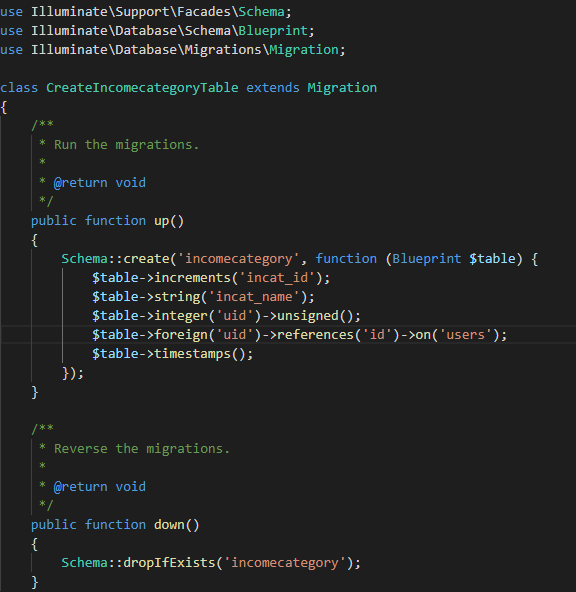 use Illuminate\Support\Facades\Schema;
use Illuminate\Database\Schema\Blueprint;
use Illuminate\Database\Migrations\Migration;

class CreateIncomecategoryTable extends Migration
{
    /**
     * Run the migrations.
     *
     * @return void
     */
    public function up()
    {
        Schema::create('incomecategory', function (Blueprint $table) {
            $table->increments('incat_id');
            $table->string('incat_name');
            $table->integer('uid')->unsigned();
            $table->foreign('uid')->references('id')->on('users');
            $table->timestamps();
        });
    }

    /**
     * Reverse the migrations.
     *
     * @return void
     */
    public function down()
    {
        Schema::dropIfExists('incomecategory');
    }